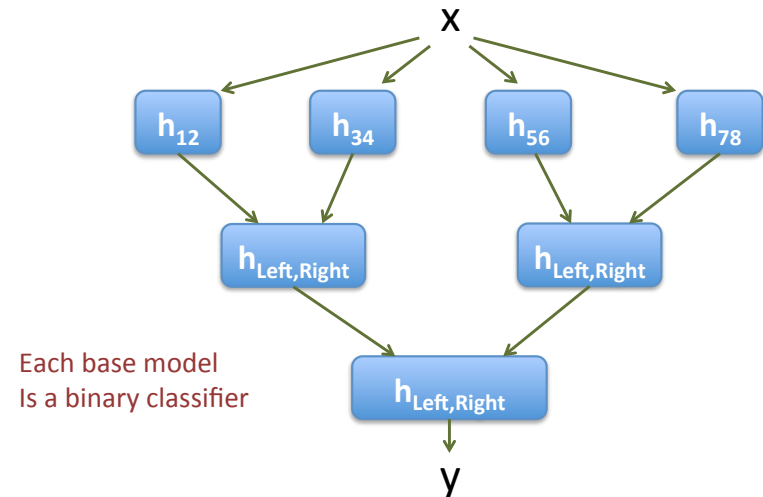 x
h12
h34
h56
h78
hLeft,Right
hLeft,Right
Each base model
Is a binary classifier
hLeft,Right
y